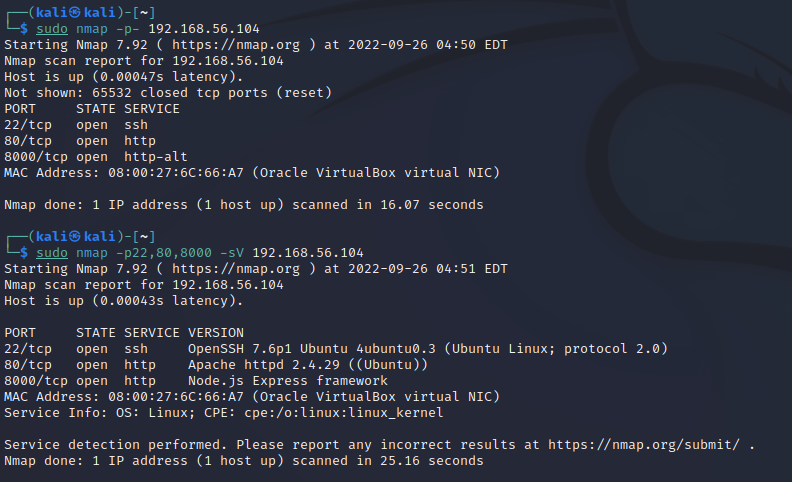 ┌──(kali㉿kali)-[~]
└─$ sudo nmap -p- 192.168.56.104
Starting Nmap 7.92 ( https://nmap.org ) at 2022-09-26 04:50 EDT
Nmap scan report for 192.168.56.104
Host is up (0.00047s latency).
Not shown: 65532 closed tcp ports (reset)
PORT     STATE SERVICE
22/tcp   open  ssh
80/tcp   open  http
8000/tcp open  http-alt
MAC Address: 08:00:27:6C:66:A7 (Oracle VirtualBox virtual NIC)
Nmap done: 1 IP address (1 host up) scanned in 16.07 seconds
┌──(kali㉿kali)-[~]
└─$ sudo nmap -p22,80,8000 -sV 192.168.56.104
Starting Nmap 7.92 ( https://nmap.org ) at 2022-09-26 04:51 EDT
Nmap scan report for 192.168.56.104
Host is up (0.00043s latency).
PORT     STATE SERVICE VERSION
22/tcp   open  ssh     OpenSSH 7.6p1 Ubuntu 4ubuntu0.3 (Ubuntu Linux; protocol 2.0)
80/tcp   open  http    Apache httpd 2.4.29 ((Ubuntu))
8000/tcp open  http    Node.js Express framework
MAC Address: 08:00:27:6C:66:A7 (Oracle VirtualBox virtual NIC)
Service Info: OS: Linux; CPE: cpe:/o:linux:linux_kernel
Service detection performed. Please report any incorrect results at https://nmap.org/submit/ .
Nmap done: 1 IP address (1 host up) scanned in 25.16 seconds